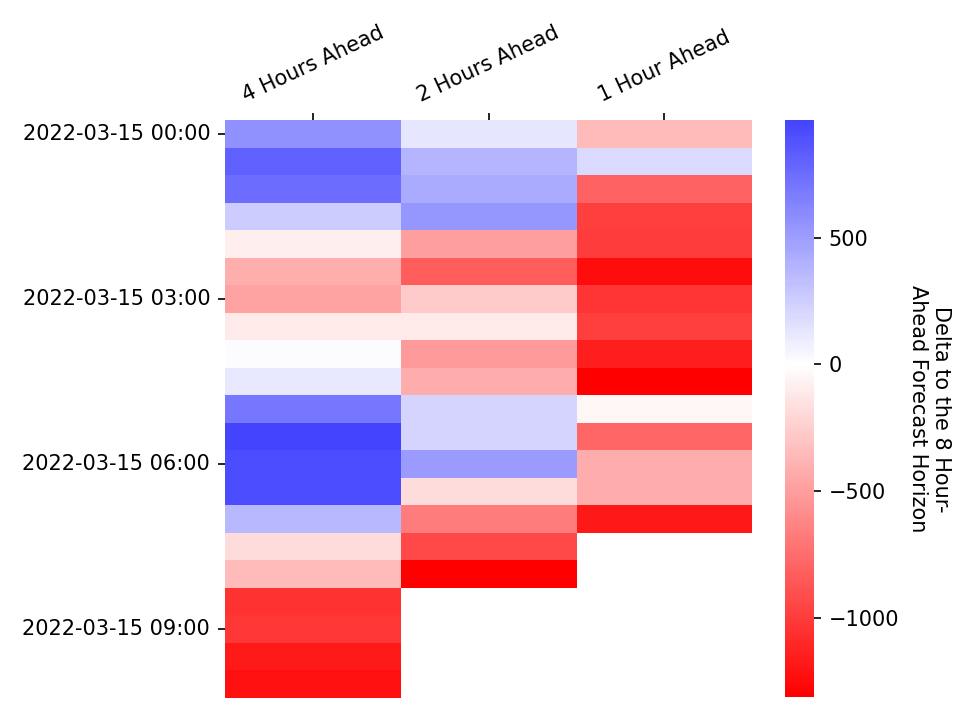 4 Hours Ahead
2 Hours Ahead
1 Hour Ahead
2022-03-15 00:00
2022-03-15 03:00
2022-03-15 06:00
2022-03-15 09:00
500
0
−500
−1000
Delta to the 8 Hour-
Ahead Forecast Horizon